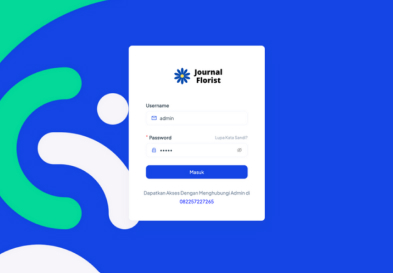 Journal
Florist
Username
admin
* Password
Lupa Kata Sandi?
•••••
Masuk
Dapatkan Akses Dengan Menghubungi Admin di
082257227265